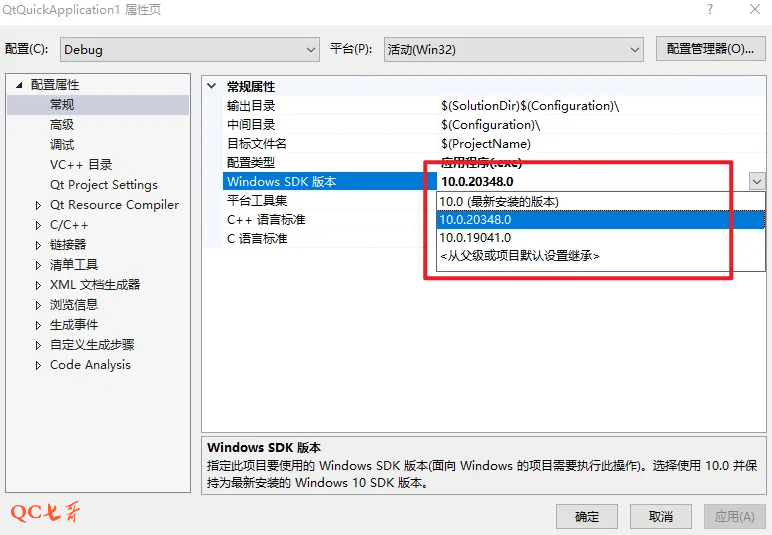 QtQuickApplication1 属性页
配置(C): Debug 平台(P): 活动(Win32) 配置管理器(O)...
配置属性
常规
高级
调试
VC++ 目录
Qt Project Settings
Qt Resource Compiler
C/C++
链接器
清单工具
XML 文档生成器
浏览信息
生成事件
自定义生成步骤
Code Analysis
常规属性
输出目录 $(SolutionDir)$(Configuration)\
中间目录 $(Configuration)\
目标文件名 $(ProjectName)
配置类型 应用程序(.exe)
Windows SDK 版本 10.0.20348.0
平台工具集 10.0 (最新安装的版本)
C++ 语言标准 10.0.20348.0
C 语言标准 10.0.19041.0
<从父级或项目默认设置继承>
Windows SDK 版本
指定此项目要使用的 Windows SDK 版本(面向 Windows 的项目需要执行此操作)。选择使用 10.0 并保
持为最新安装的 Windows 10 SDK 版本。
QC七哥
确定 取消 应用(A)